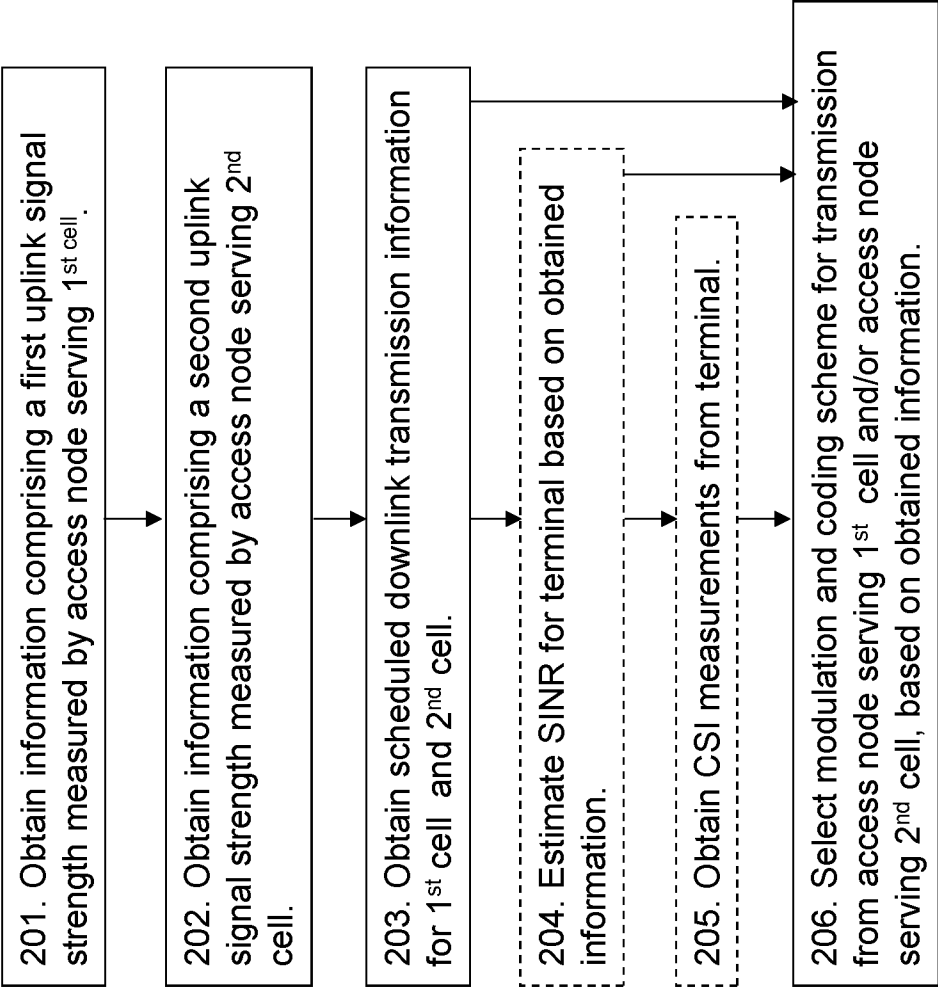 201. Obtain information comprising a first uplink signal
strength measured by access node serving 1st cell.
202. Obtain information comprising a second uplink
signal strength measured by access node serving 2nd
cell.
203. Obtain scheduled downlink transmission information
for 1st cell and 2nd cell.
204. Estimate SINR for terminal based on obtained
information.
205. Obtain CSI measurements from terminal.
206. Select modulation and coding scheme for transmission
from access node serving 1st cell and/or access node
serving 2nd cell, based on obtained information.